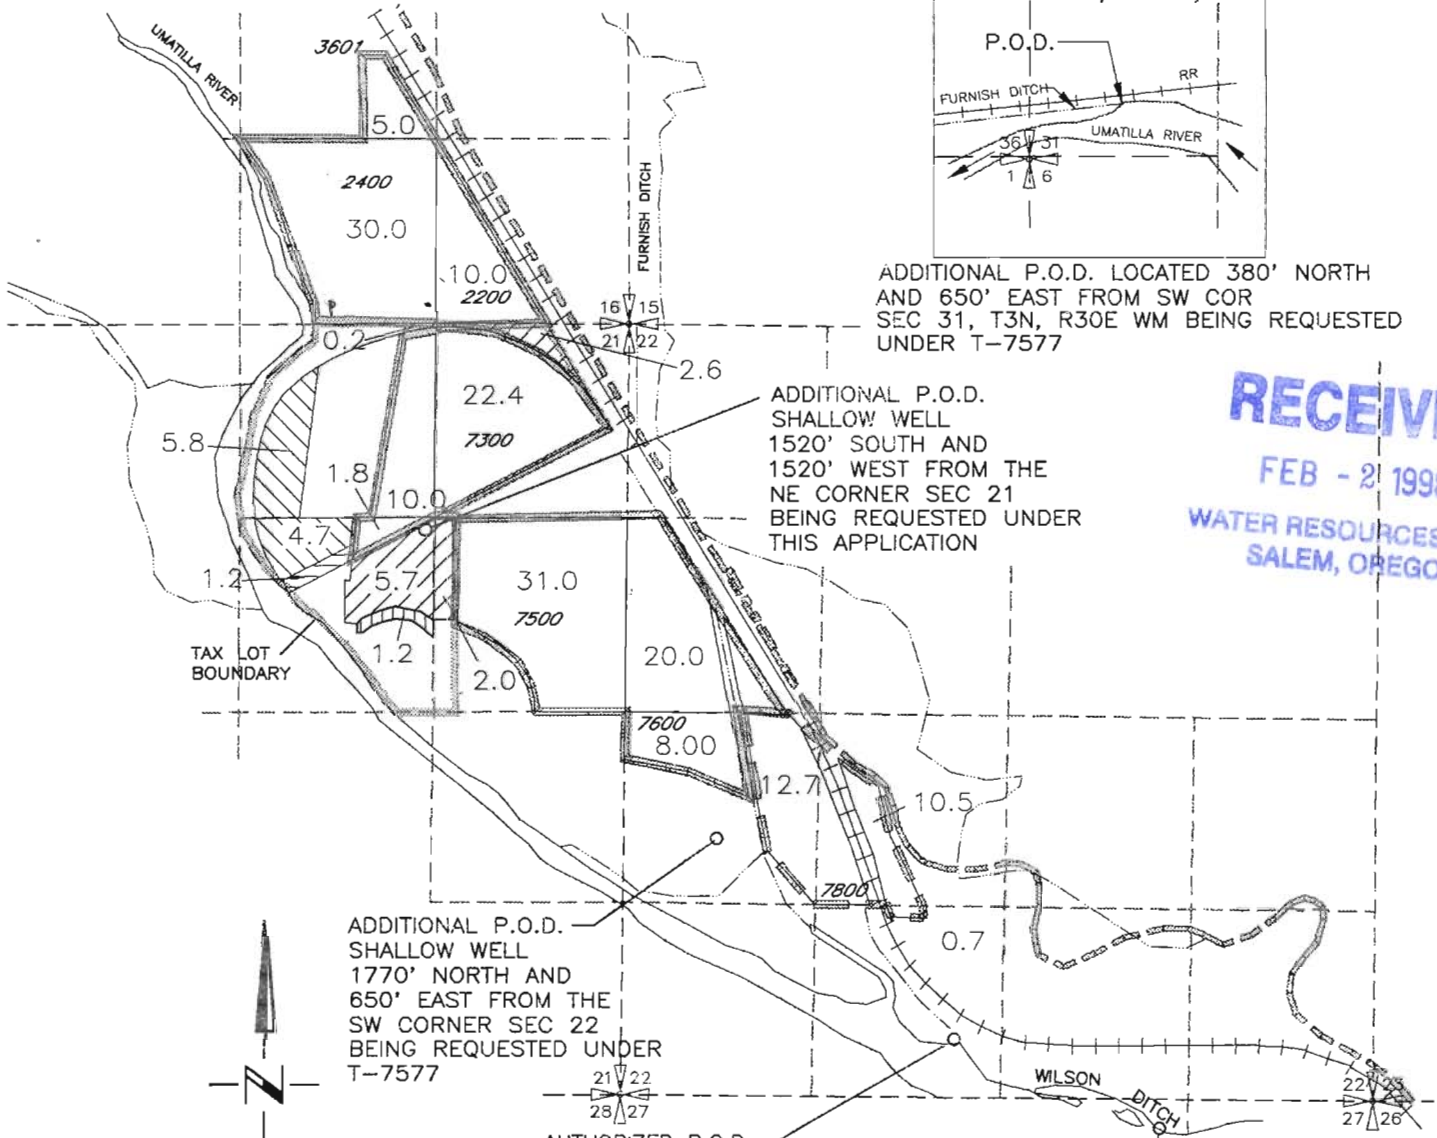 P.O.D.
FURNISH DITCH
RR
UMATILLA RIVER
36 31
1 6
ADDITIONAL P.O.D. LOCATED 380' NORTH
AND 650' EAST FROM SW COR
SEC 31, T3N, R30E WM BEING REQUESTED
UNDER T-7577
UMATILLA RIVER
3601
5.0
2400
30.0
10.0
2200
FURNISH DITCH
16 15
21 22
0.2
2.6
22.4
7300
5.8
1.8
10.0
4.7
1.2
5.7
31.0
7500
1.2
2.0
20.0
TAX LOT
BOUNDARY
7600
8.00
12.7
10.5
7800
0.7
ADDITIONAL P.O.D.
SHALLOW WELL
1520' SOUTH AND
1520' WEST FROM THE
NE CORNER SEC 21
BEING REQUESTED UNDER
THIS APPLICATION
RECEIV
FEB - 2 199
WATER RESOURCES
SALEM, OREGO
ADDITIONAL P.O.D.
SHALLOW WELL
1770' NORTH AND
650' EAST FROM THE
SW CORNER SEC 22
BEING REQUESTED UNDER
T-7577
N
21 22
28 27
WILSON
DITCH
22 23
27 26
AUTHORIZED P.O.D.